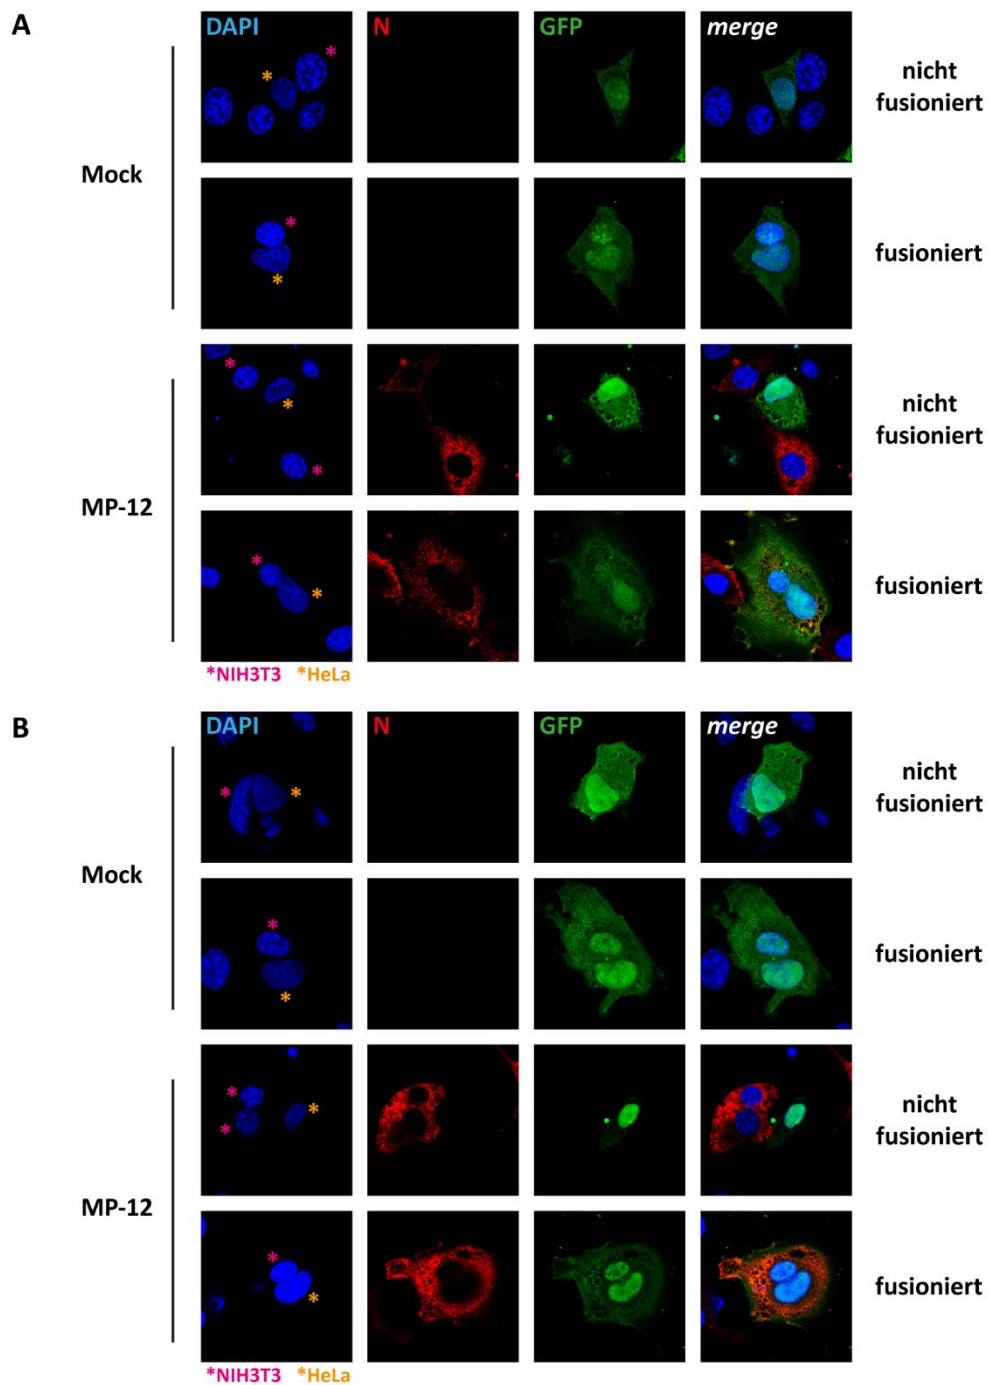 A
DAPI N GFP merge
nicht
fusioniert
Mock
fusioniert
nicht
fusioniert
MP-12
fusioniert
*NIH3T3 *HeLa
B
DAPI N GFP merge
nicht
fusioniert
Mock
fusioniert
nicht
fusioniert
MP-12
fusioniert
*NIH3T3 *HeLa